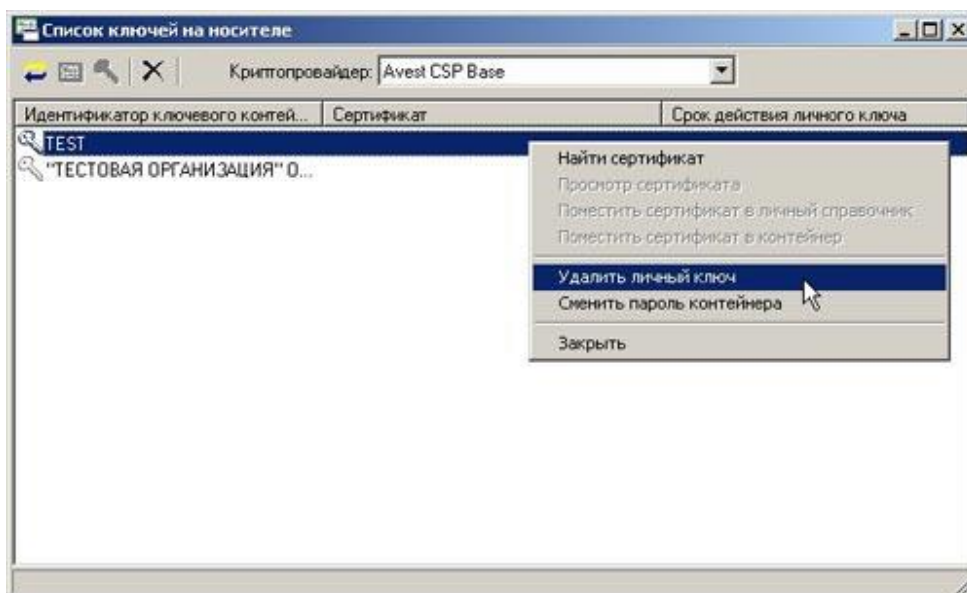 Список ключей на носителе
Криптопровайдер: Avest CSP Base
Идентификатор ключевого контей... Сертификат Срок действия личного ключа
TEST
"ТЕСТОВАЯ ОРГАНИЗАЦИЯ" О...
Найти сертификат
Просмотр сертификата
Поместить сертификат в личный справочник
Поместить сертификат в контейнер
Удалить личный ключ
Сменить пароль контейнера
Закрыть